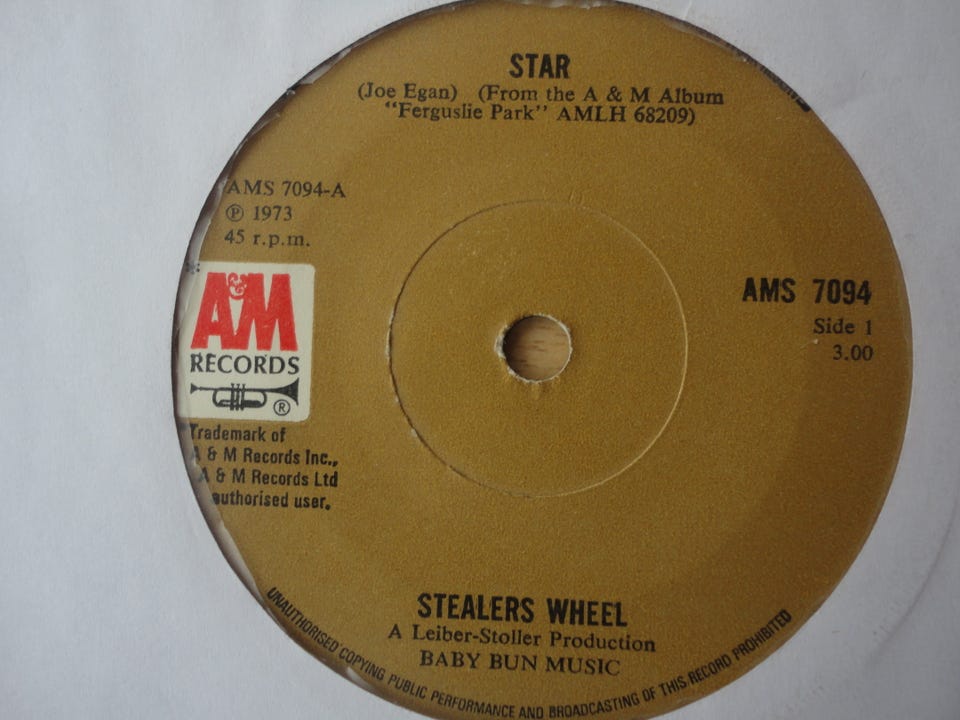 STAR
(Joe Egan) (From the A & M Album
"Ferguslie Park" AMLH 68209)
AMS 7094-A
℗ 1973
45 r.p.m.
A&M
RECORDS
®
Trademark of
A & M Records Inc.,
A & M Records Ltd
authorised user.
AMS 7094
Side 1
3.00
STEALERS WHEEL
A Leiber-Stoller Production
BABY BUN MUSIC
UNAUTHORISED COPYING PUBLIC PERFORMANCE AND BROADCASTING OF THIS RECORD PROHIBITED